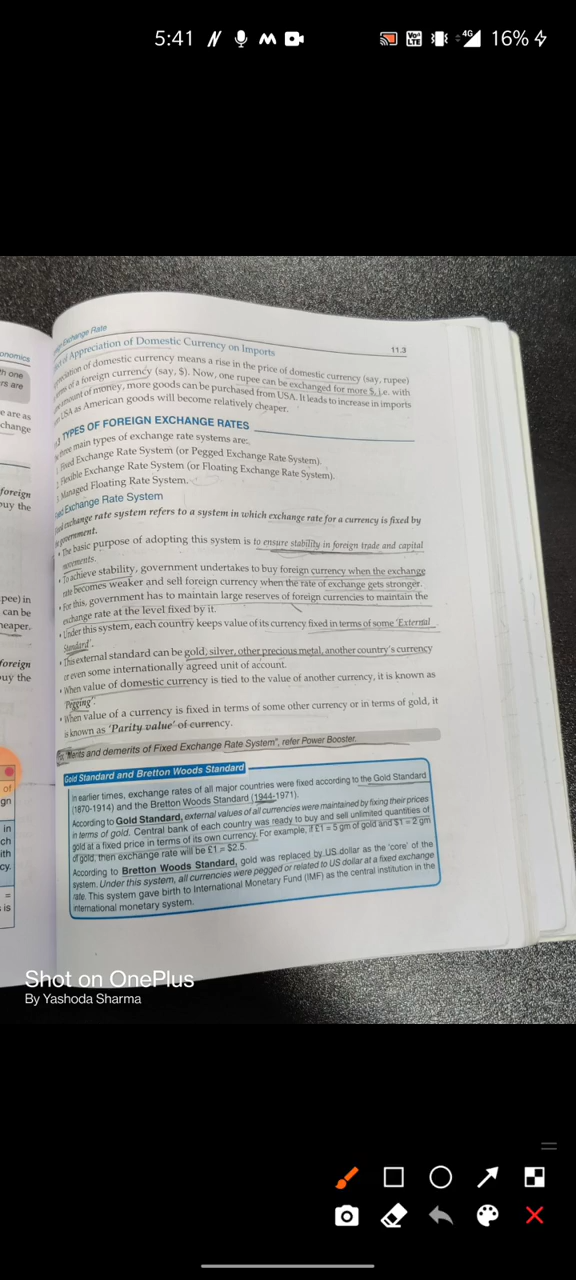 5:41
Vo)) LTE
4G
16%
Foreign Exchange Rate
11.3
of Appreciation of Domestic Currency on Imports
Appreciation of domestic currency means a rise in the price of domestic currency (say, rupee)
terms of a foreign currency (say, $). Now, one rupee can be exchanged for more $, i.e. with
amount of money, more goods can be purchased from USA. It leads to increase in imports
USA as American goods will become relatively cheaper.
3 TYPES OF FOREIGN EXCHANGE RATES
three main types of exchange rate systems are:
1. Fixed Exchange Rate System (or Pegged Exchange Rate System).
2. Flexible Exchange Rate System (or Floating Exchange Rate System).
3. Managed Floating Rate System.
Fixed Exchange Rate System
Fixed exchange rate system refers to a system in which exchange rate for a currency is fixed by
the government.
• The basic purpose of adopting this system is to ensure stability in foreign trade and capital
movements.
• To achieve stability, government undertakes to buy foreign currency when the exchange
rate becomes weaker and sell foreign currency when the rate of exchange gets stronger.
• For this, government has to maintain large reserves of foreign currencies to maintain the
exchange rate at the level fixed by it.
• Under this system, each country keeps value of its currency fixed in terms of some 'External
Standard'.
• This external standard can be gold, silver, other precious metal, another country's currency
or even some internationally agreed unit of account.
• When value of domestic currency is tied to the value of another currency, it is known as
'Pegging'.
• When value of a currency is fixed in terms of some other currency or in terms of gold, it
is known as 'Parity value' of currency.
For "Merits and demerits of Fixed Exchange Rate System", refer Power Booster.
Gold Standard and Bretton Woods Standard
In earlier times, exchange rates of all major countries were fixed according to the Gold Standard
(1870-1914) and the Bretton Woods Standard (1944-1971).
According to Gold Standard, external values of all currencies were maintained by fixing their prices
in terms of gold. Central bank of each country was ready to buy and sell unlimited quantities of
gold at a fixed price in terms of its own currency. For example, if £1 = 5 gm of gold and $1 = 2 gm
of gold, then exchange rate will be £1 = $2.5.
According to Bretton Woods Standard, gold was replaced by US dollar as the 'core' of the
system. Under this system, all currencies were pegged or related to US dollar at a fixed exchange
rate. This system gave birth to International Monetary Fund (IMF) as the central institution in the
international monetary system.
Shot on OnePlus
By Yashoda Sharma